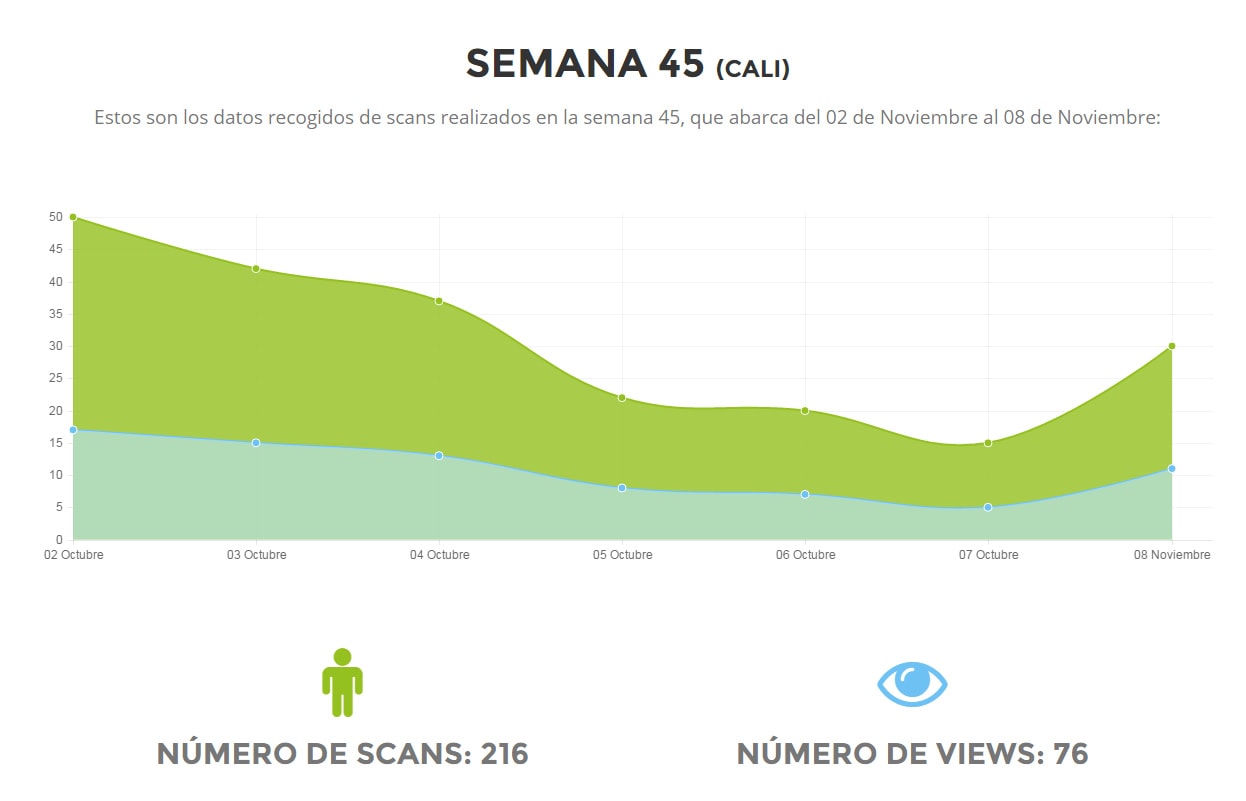 SEMANA 45 (CALI)
Estos son los datos recogidos de scans realizados en la semana 45, que abarca del 02 de Noviembre al 08 de Noviembre:
50
45
40
35
30
25
20
15
10
5
0
02 Octubre 03 Octubre 04 Octubre 05 Octubre 06 Octubre 07 Octubre 08 Noviembre
NÚMERO DE SCANS: 216 NÚMERO DE VIEWS: 76